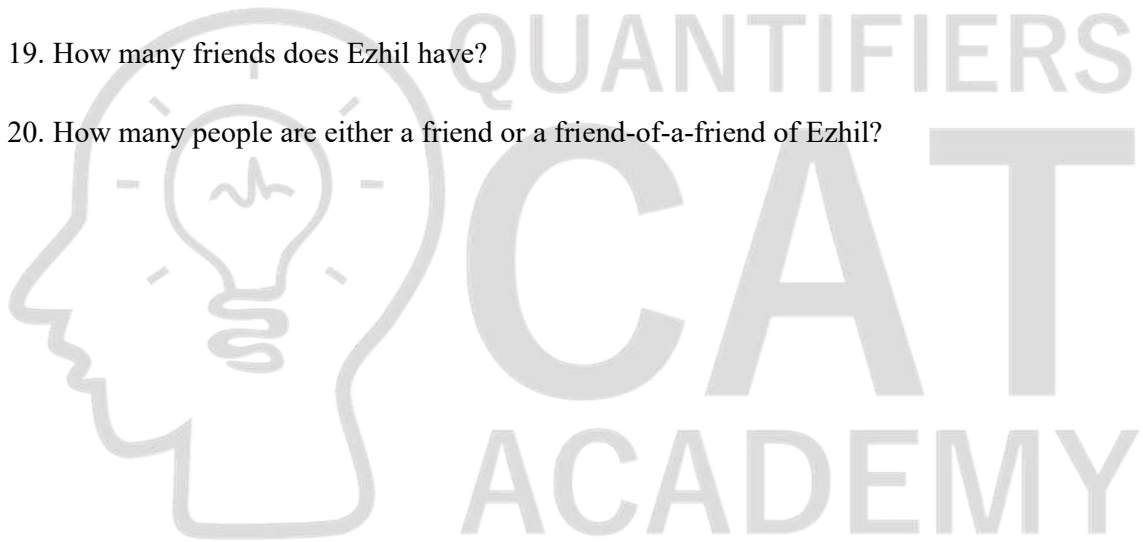 19. How many friends does Ezhil have?
20. How many people are either a friend or a friend-of-a-friend of Ezhil?
QUANTIFIERS
CAT
ACADEMY